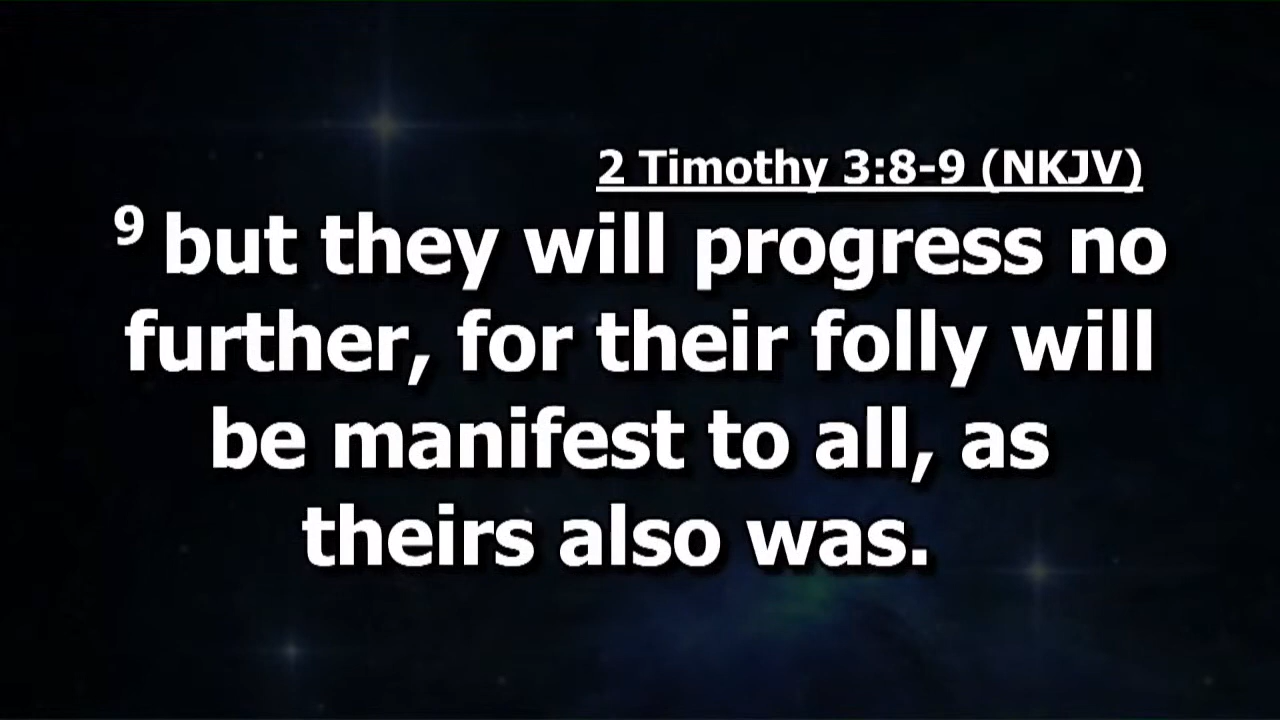 2 Timothy 3:8-9 (NKJV)
9 but they will progress no
further, for their folly will
be manifest to all, as
theirs also was.